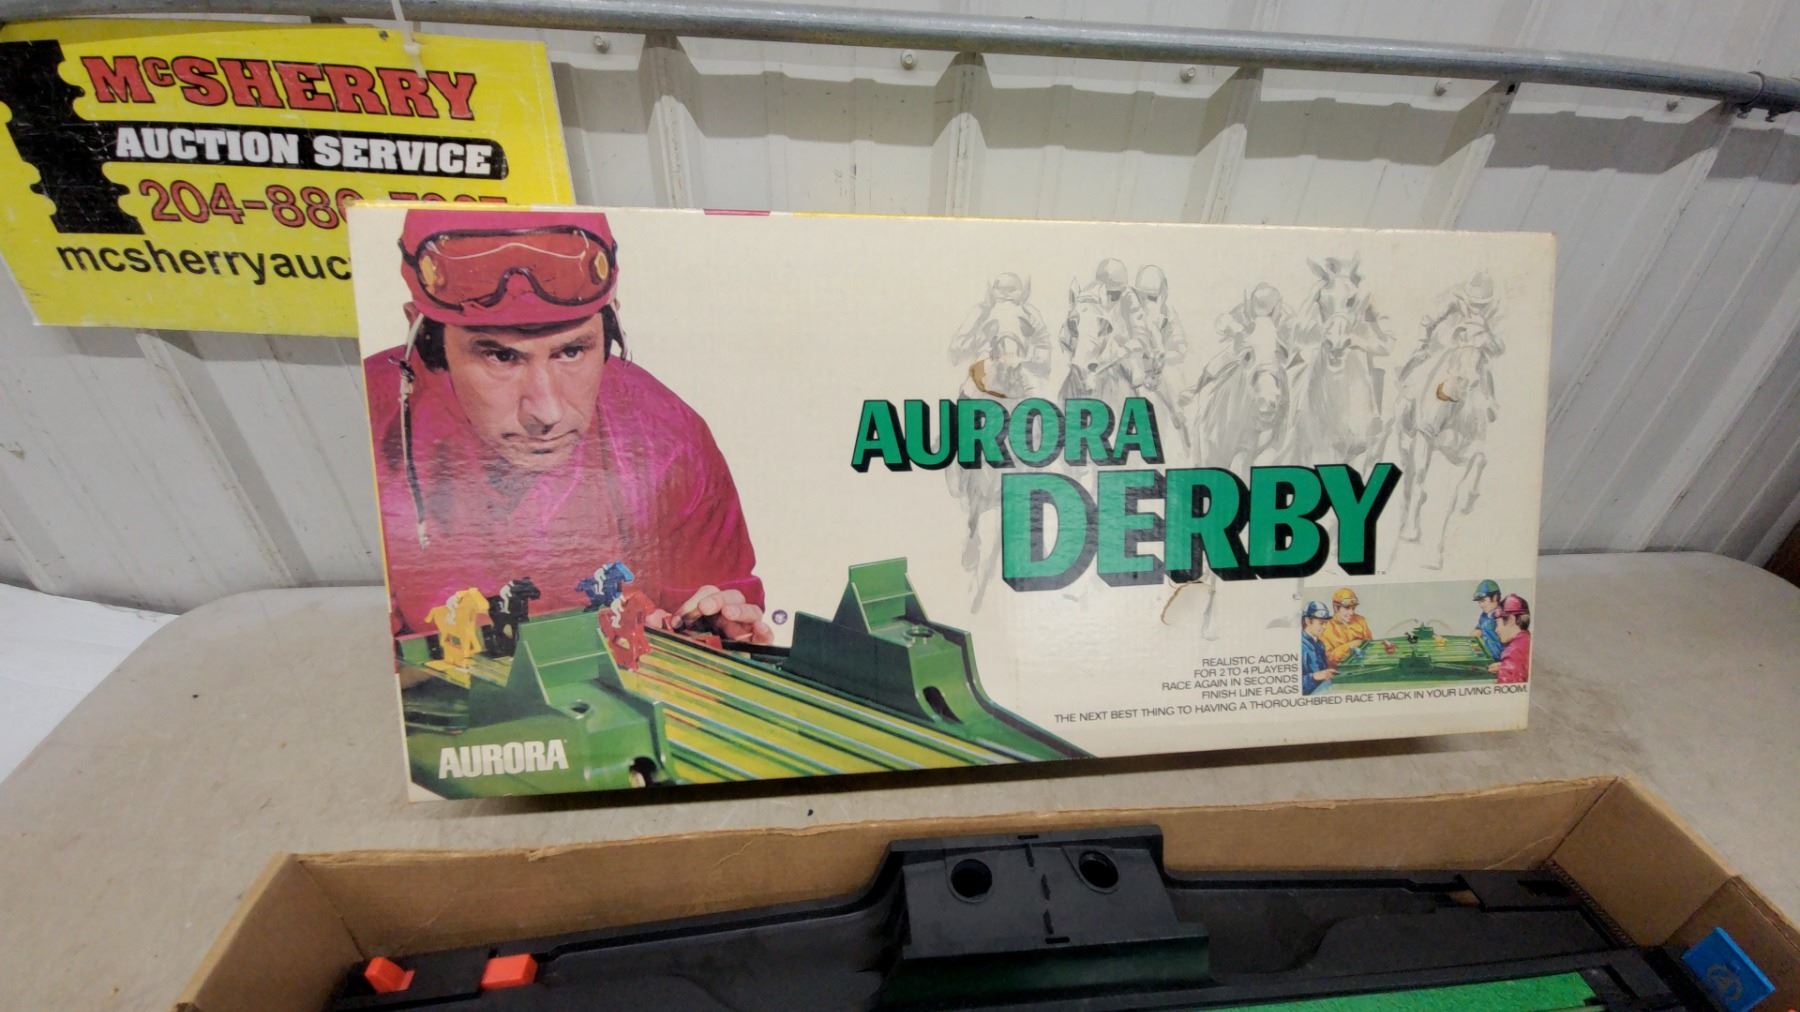 McSHERRY
AUCTION SERVICE
204-88
mcsherryauc
AURORA
DERBY
REALISTIC ACTION
FOR 2 TO 4 PLAYERS
RACE AGAIN IN SECONDS
FINISH LINE FLAGS
THE NEXT BEST THING TO HAVING A THOROUGHBRED RACE TRACK IN YOUR LIVING ROOM
AURORA